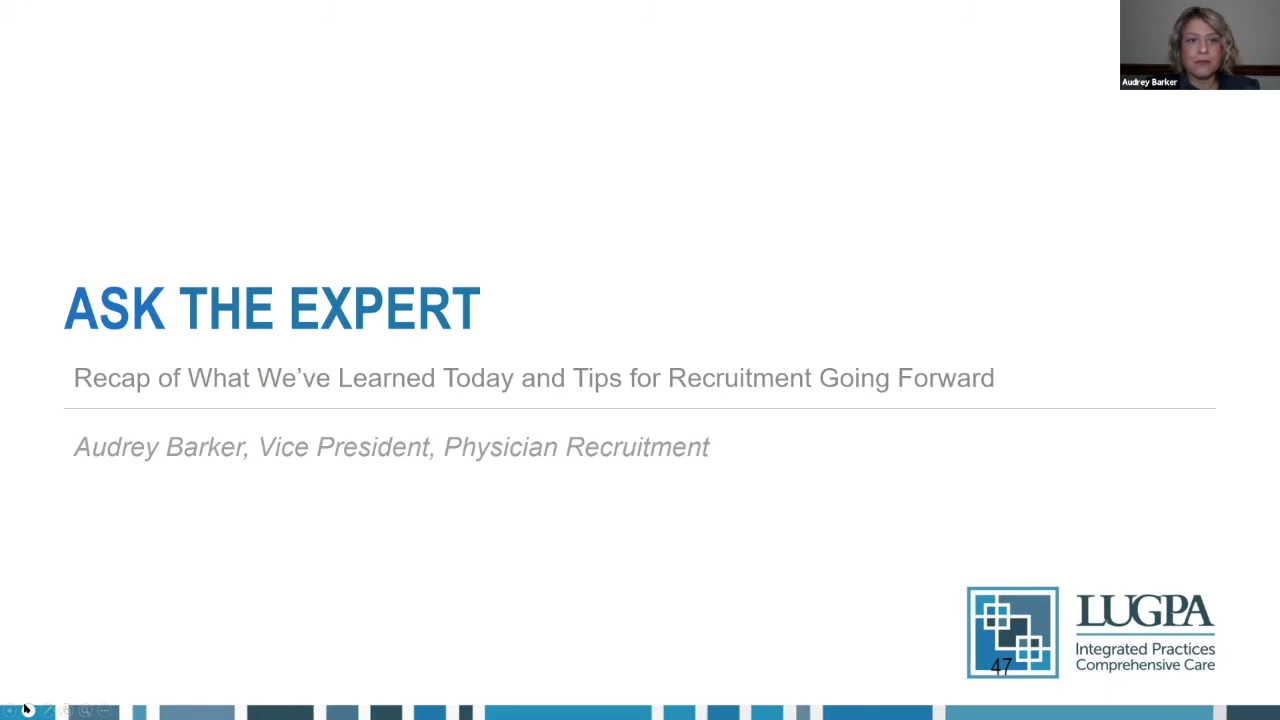 Audrey Barker
ASK THE EXPERT
Recap of What We've Learned Today and Tips for Recruitment Going Forward
Audrey Barker, Vice President, Physician Recruitment
LUGPA
Integrated Practices
Comprehensive Care
47